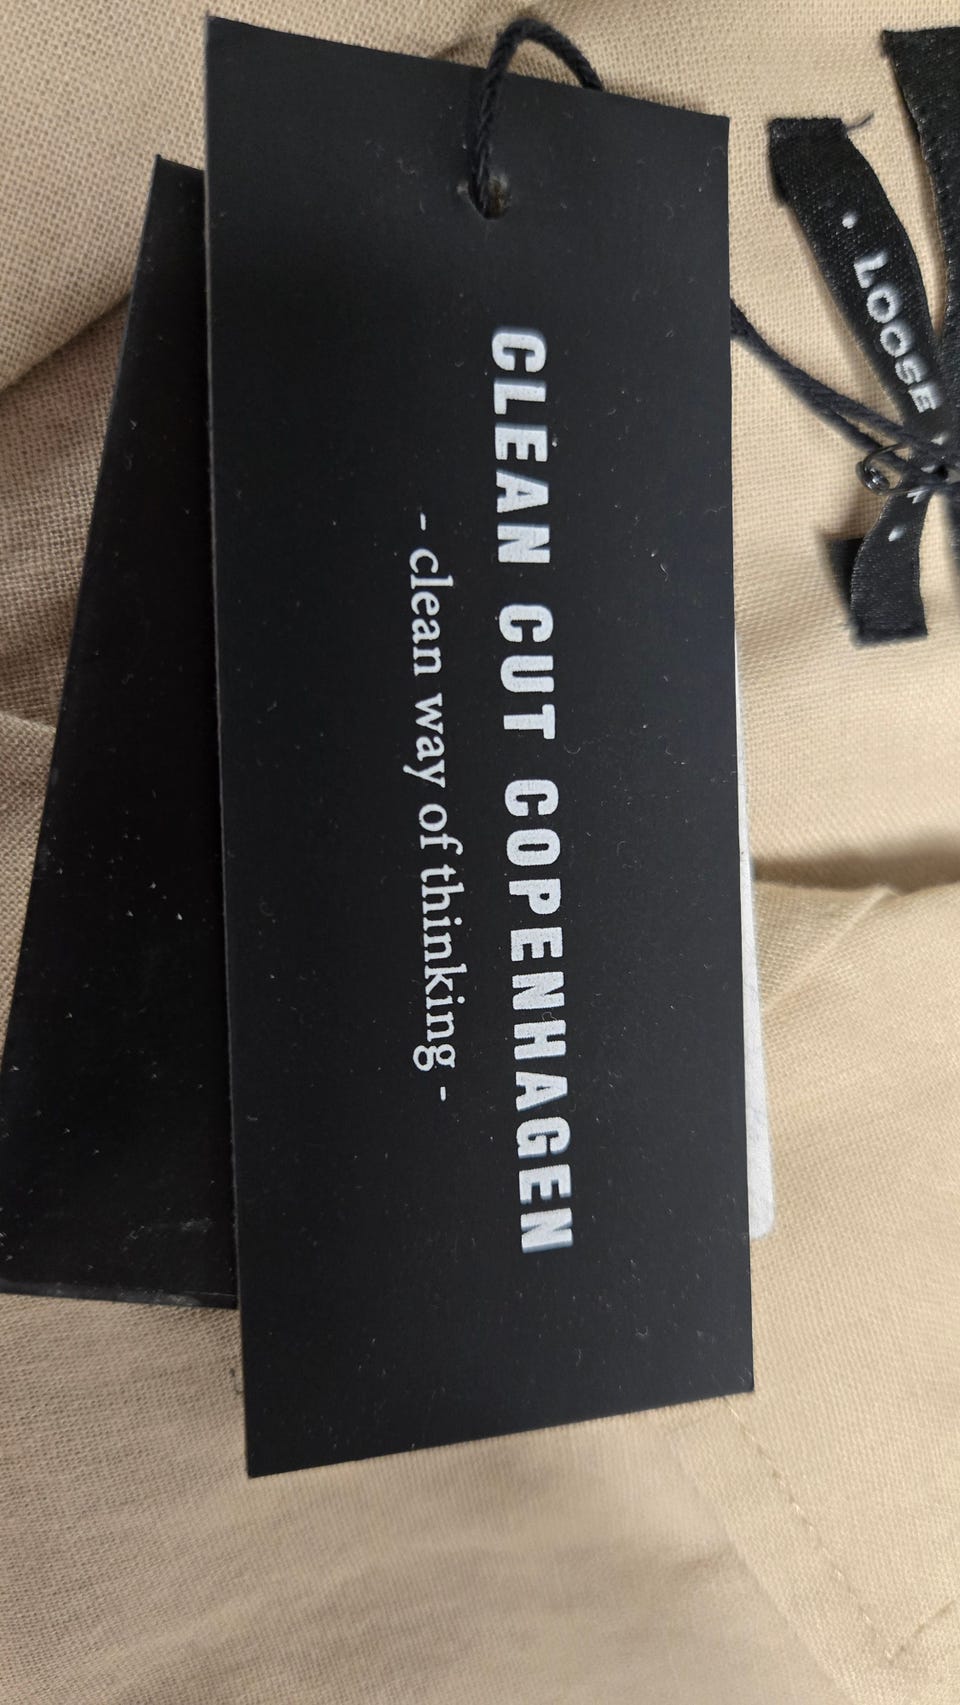 CLEAN CUT COPENHAGEN
- clean way of thinking -
• LOOSE